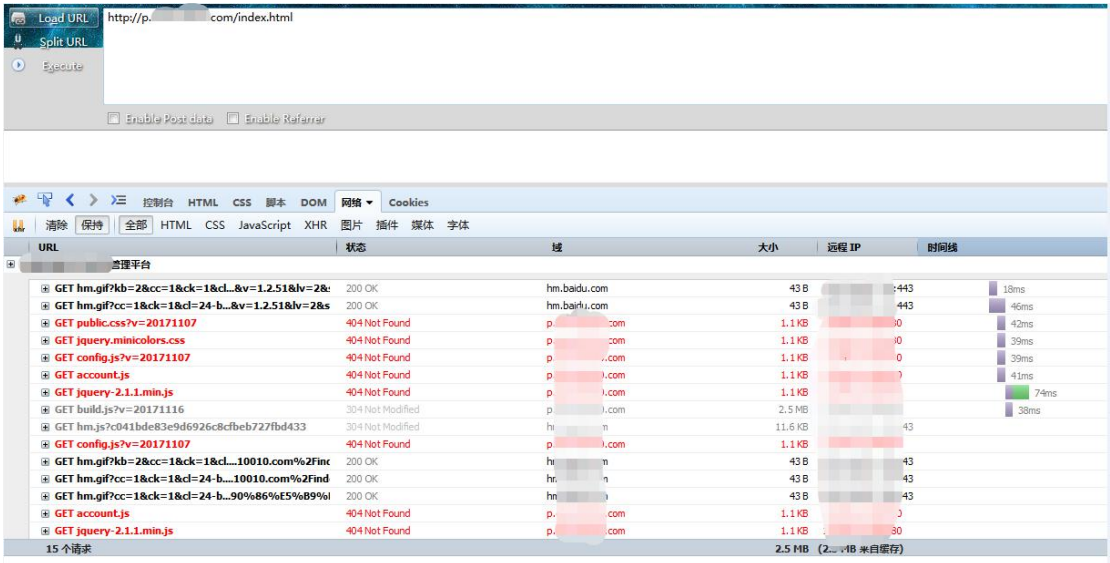 Load URL http://p. com/index.html
Split URL
Execute
Enable Post data Enable Referrer
控制台 HTML CSS 脚本 DOM 网络 Cookies
清除 保持 全部 HTML CSS JavaScript XHR 图片 插件 媒体 字体
URL 状态 域 大小 远程 IP 时间线
管理平台
GET hm.gif?kb=2&cc=1&ck=1&cl...&v=1.2.51&lv=2& 200 OK hm.baidu.com 43 B :443 18ms
GET hm.gif?cc=1&ck=1&cl=24-b...&v=1.2.51&lv=2&s 200 OK hm.baidu.com 43 B 443 46ms
GET public.css?v=20171107 404 Not Found p. com 1.1 KB 42ms
GET jquery.minicolors.css 404 Not Found p. com 1.1 KB 39ms
GET config.js?v=20171107 404 Not Found p. .com 1.1 KB 39ms
GET account.js 404 Not Found p. .com 1.1 KB 41ms
GET jquery-2.1.1.min.js 404 Not Found p. .com 1.1 KB 74ms
GET build.js?v=20171116 304 Not Modified p .com 2.5 MB 38ms
GET hm.js?c041bde83e9d6926c8cfbeb727fbd433 304 Not Modified 11.6 KB 43
GET config.js?v=20171107 404 Not Found p. .com 1.1 KB
GET hm.gif?kb=2&cc=1&ck=1&cl....10010.com%2Find 200 OK 43 B 43
GET hm.gif?cc=1&ck=1&cl=24-b....10010.com%2Find 200 OK 43 B 43
GET hm.gif?cc=1&ck=1&cl=24-b...90%86%E5%B9% 200 OK 43 B 43
GET account.js 404 Not Found p. .com 1.1 KB
GET jquery-2.1.1.min.js 404 Not Found p. .com 1.1 KB 80
15 个请求 2.5 MB (2. MB 来自缓存)